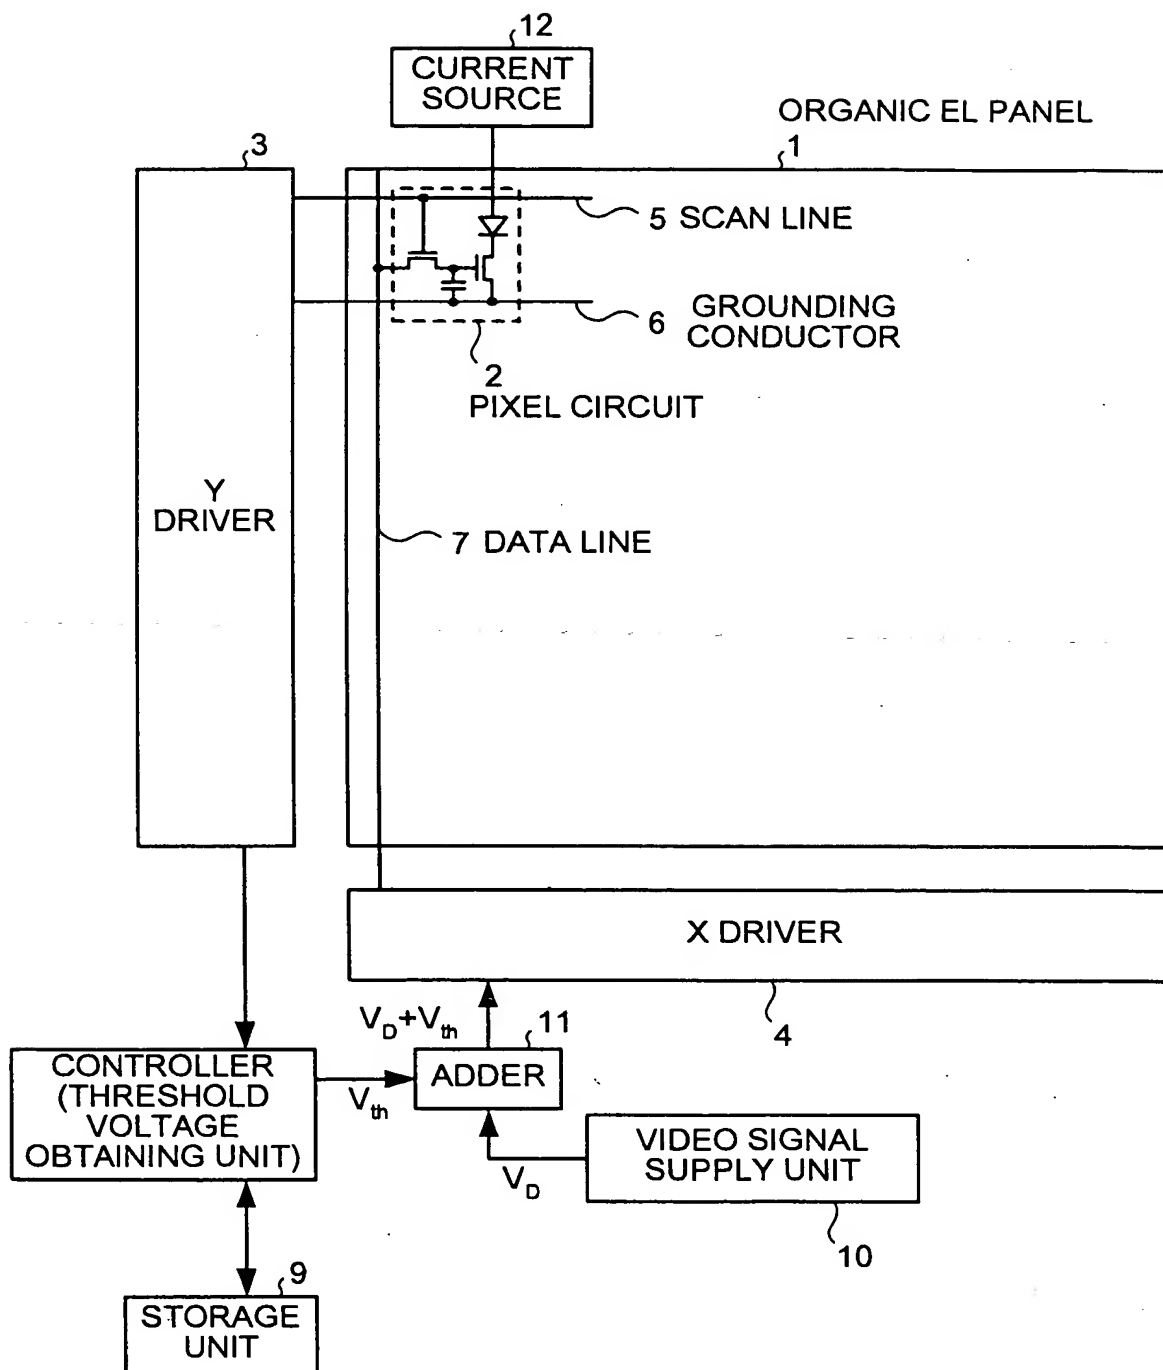 12
CURRENT
SOURCE
ORGANIC EL PANEL
3
1
5 SCAN LINE
6 GROUNDING
CONDUCTOR
2
PIXEL CIRCUIT
Y
DRIVER
7 DATA LINE
X DRIVER
4
VD+Vth
11
CONTROLLER
(THRESHOLD
VOLTAGE
OBTAINING UNIT)
Vth
ADDER
VIDEO SIGNAL
SUPPLY UNIT
VD
10
9
STORAGE
UNIT